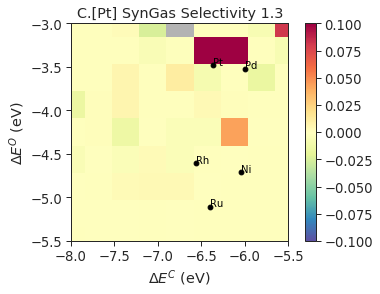 C.[Pt] SynGas Selectivity 1.3
−3.0
−3.5
−4.0
−4.5
−5.0
−5.5
ΔE^O (eV)
Pt
Pd
Rh
Ni
Ru
−8.0 −7.5 −7.0 −6.5 −6.0 −5.5
ΔE^C (eV)
0.100
0.075
0.050
0.025
0.000
−0.025
−0.050
−0.075
−0.100